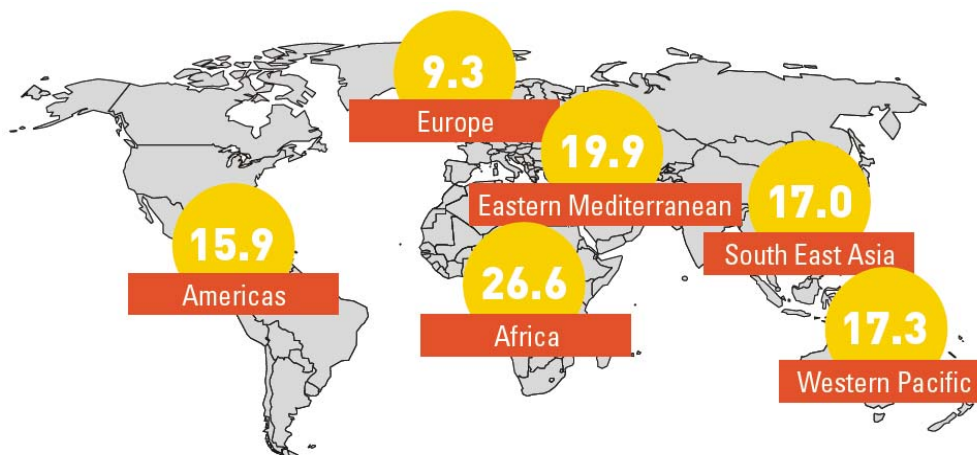 9.3
Europe
19.9
Eastern Mediterranean
17.0
South East Asia
15.9
Americas
26.6
Africa
17.3
Western Pacific